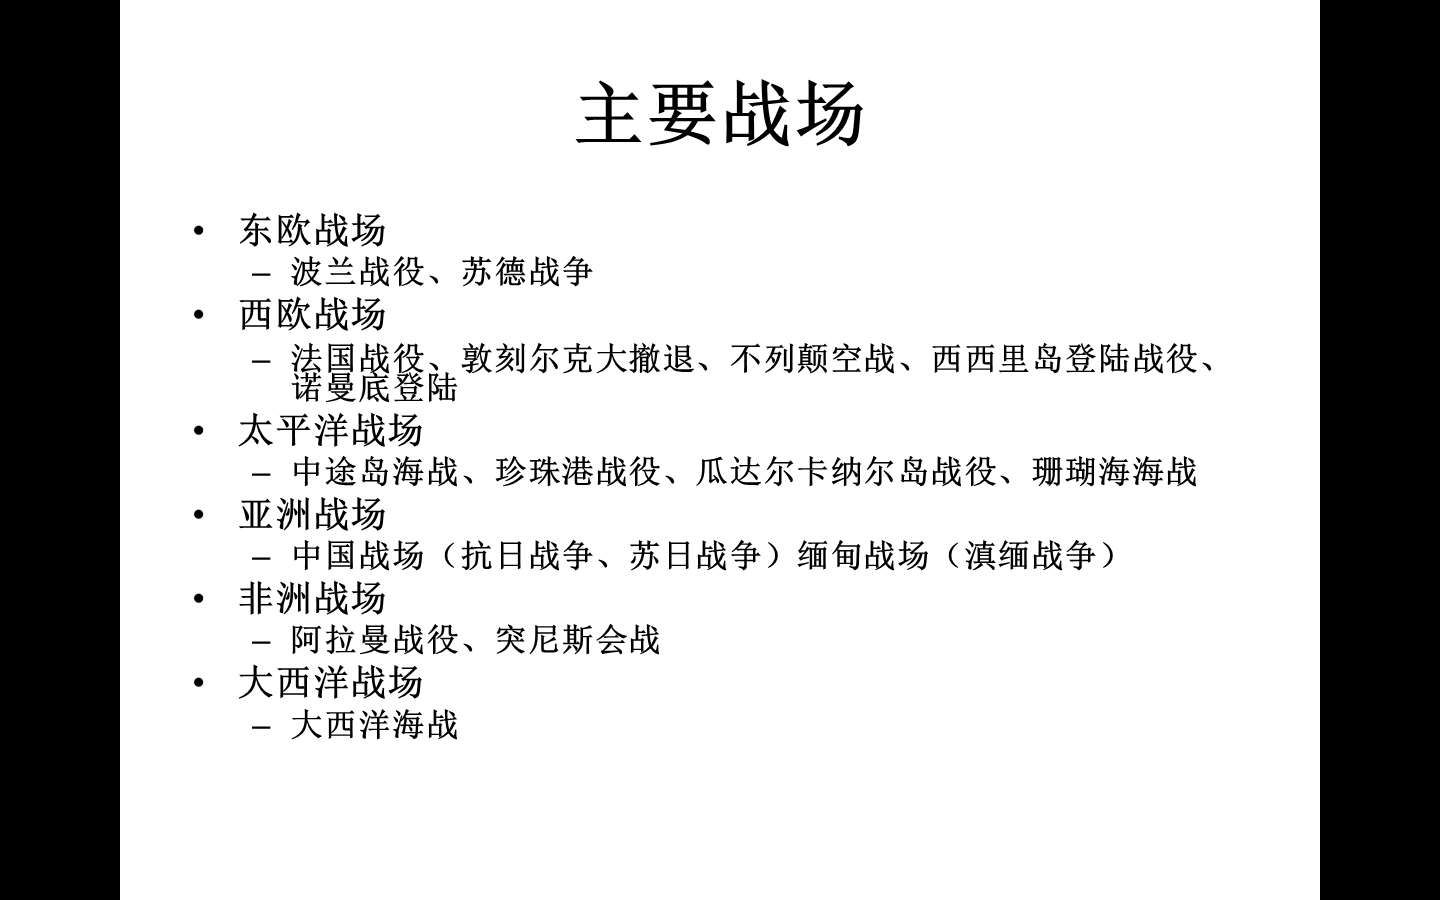 主要战场
• 东欧战场
– 波兰战役、苏德战争
• 西欧战场
– 法国战役、敦刻尔克大撤退、不列颠空战、西西里岛登陆战役、
诺曼底登陆
• 太平洋战场
– 中途岛海战、珍珠港战役、瓜达尔卡纳尔岛战役、珊瑚海海战
• 亚洲战场
– 中国战场（抗日战争、苏日战争）缅甸战场（滇缅战争）
• 非洲战场
– 阿拉曼战役、突尼斯会战
• 大西洋战场
– 大西洋海战